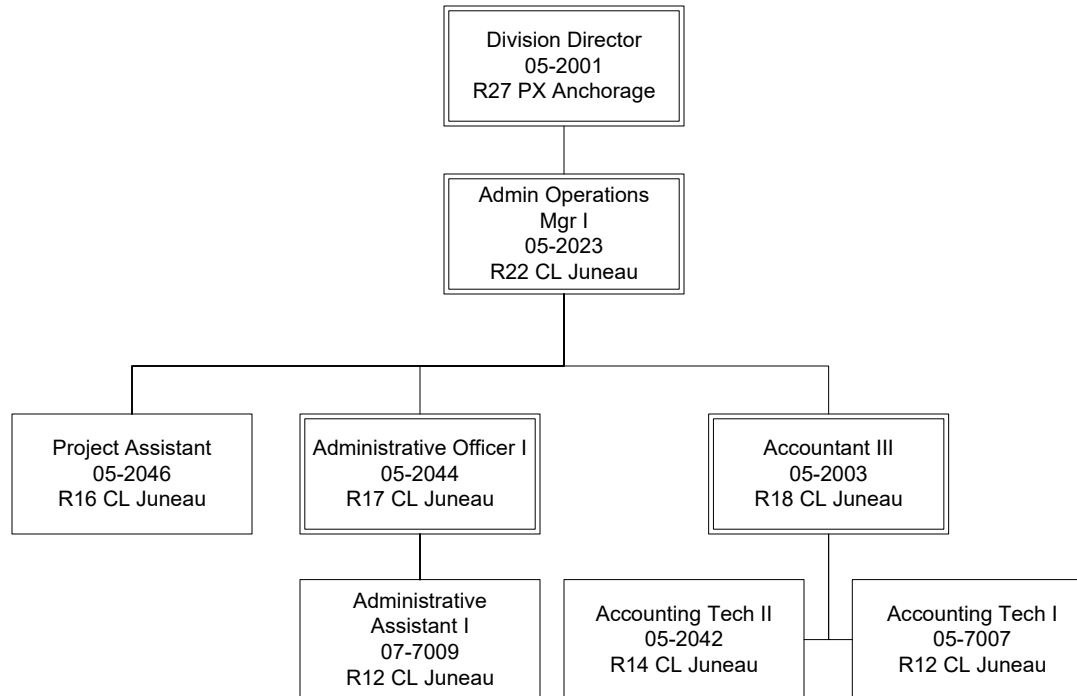 Division Director
05-2001
R27 PX Anchorage
Admin Operations
Mgr I
05-2023
R22 CL Juneau
Project Assistant
05-2046
R16 CL Juneau
Administrative Officer I
05-2044
R17 CL Juneau
Accountant III
05-2003
R18 CL Juneau
Administrative
Assistant I
07-7009
R12 CL Juneau
Accounting Tech II
05-2042
R14 CL Juneau
Accounting Tech I
05-7007
R12 CL Juneau